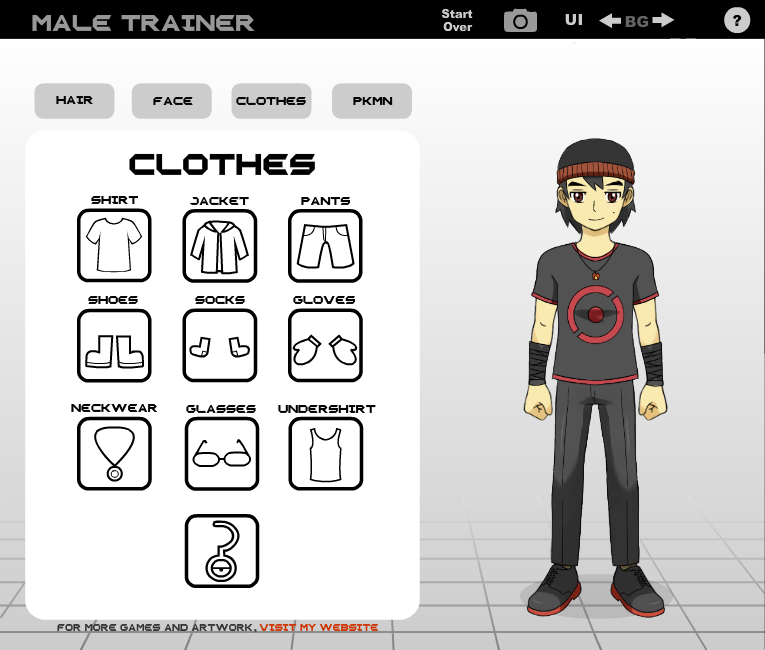 MALE TRAINER
Start
Over
UI
BG
?
HAIR
FACE
CLOTHES
PKMN
CLOTHES
SHIRT
JACKET
PANTS
SHOES
SOCKS
GLOVES
NECKWEAR
GLASSES
UNDERSHIRT
FOR MORE GAMES AND ARTWORK, VISIT MY WEBSITE